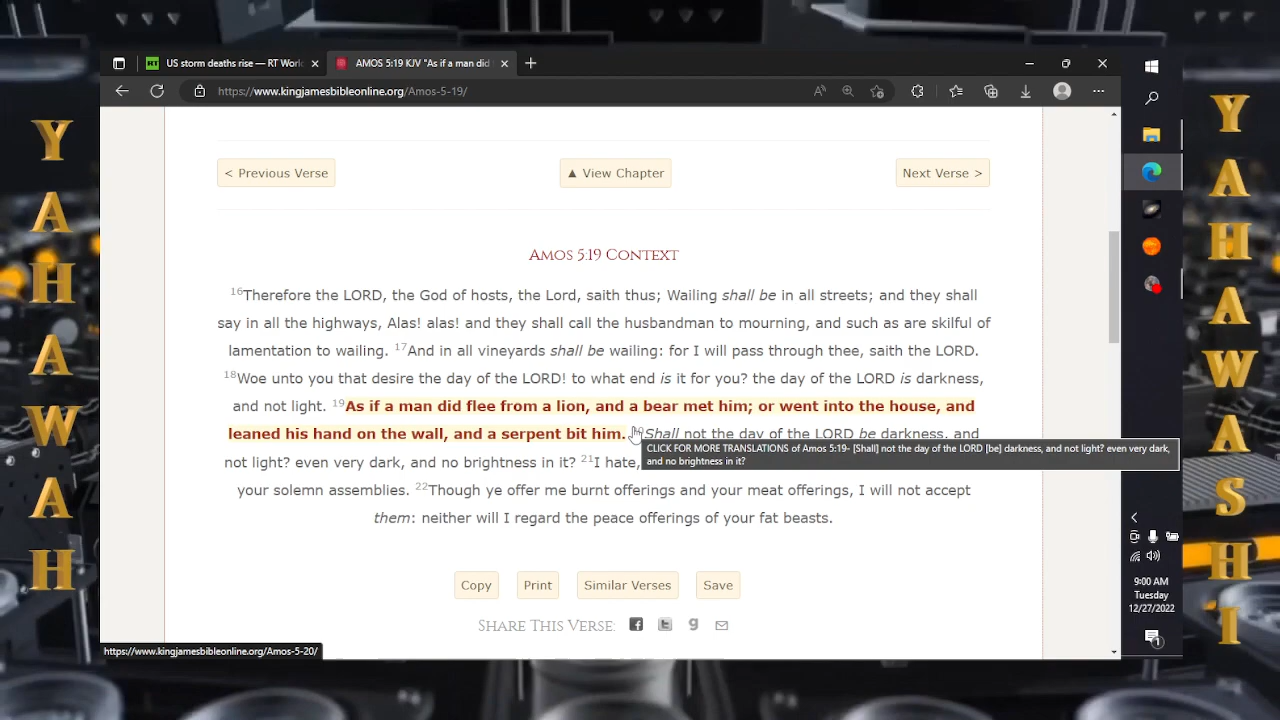 YAHAWAH
US storm deaths rise — RT Worl
AMOS 5:19 KJV "As if a man did
https://www.kingjamesbibleonline.org/Amos-5-19/
< Previous Verse
▲ View Chapter
Next Verse >
Amos 5:19 Context
16Therefore the LORD, the God of hosts, the Lord, saith thus; Wailing shall be in all streets; and they shall
say in all the highways, Alas! alas! and they shall call the husbandman to mourning, and such as are skilful of
lamentation to wailing. 17And in all vineyards shall be wailing: for I will pass through thee, saith the LORD.
18Woe unto you that desire the day of the LORD! to what end is it for you? the day of the LORD is darkness,
and not light. 19As if a man did flee from a lion, and a bear met him; or went into the house, and
leaned his hand on the wall, and a serpent bit him. Shall not the day of the LORD be darkness, and
not light? even very dark, and no brightness in it? 21I hate,
CLICK FOR MORE TRANSLATIONS of Amos 5:19- [Shall] not the day of the LORD [be] darkness, and not light? even very dark,
and no brightness in it?
your solemn assemblies. 22Though ye offer me burnt offerings and your meat offerings, I will not accept
them: neither will I regard the peace offerings of your fat beasts.
Copy
Print
Similar Verses
Save
Share This Verse:
https://www.kingjamesbibleonline.org/Amos-5-20/
9:00 AM
Tuesday
12/27/2022
1
YAHAWASHI